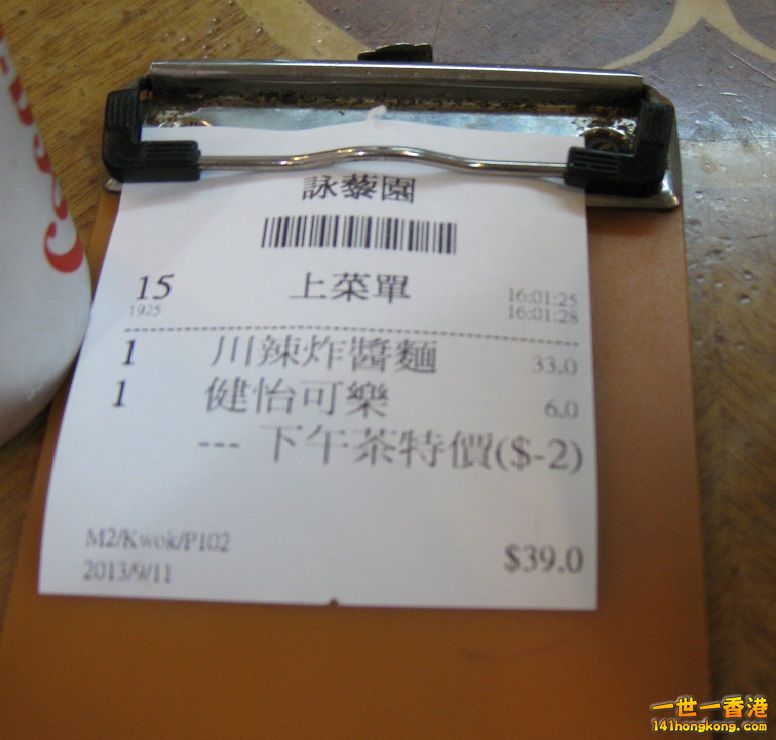 詠藜園
15 上菜單 16:01:25
1925 16:01:28
1 川辣炸醬麵 33.0
1 健怡可樂 6.0
--- 下午茶特價($-2)
M2/Kwok/P102
2013/9/11 $39.0
一世一香港
141hongkong.com